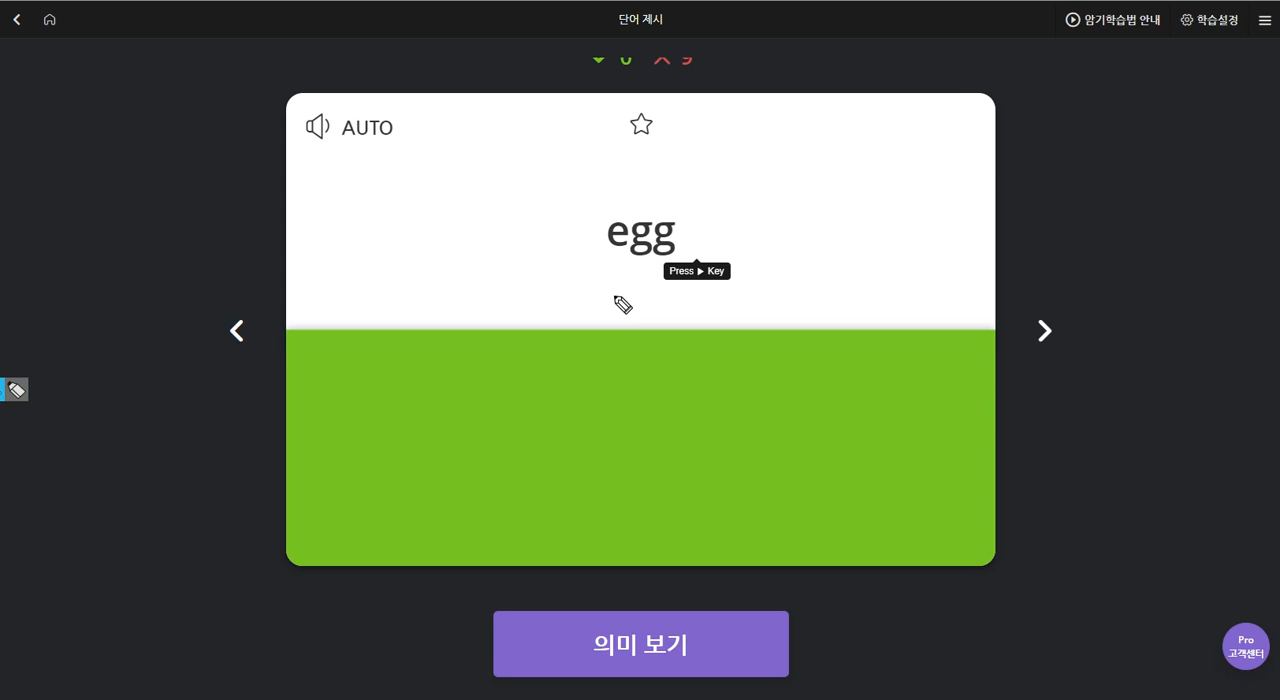 단어 제시
암기학습법 안내
학습설정
AUTO
egg
Press ▶ Key
의미 보기
Pro
고객센터